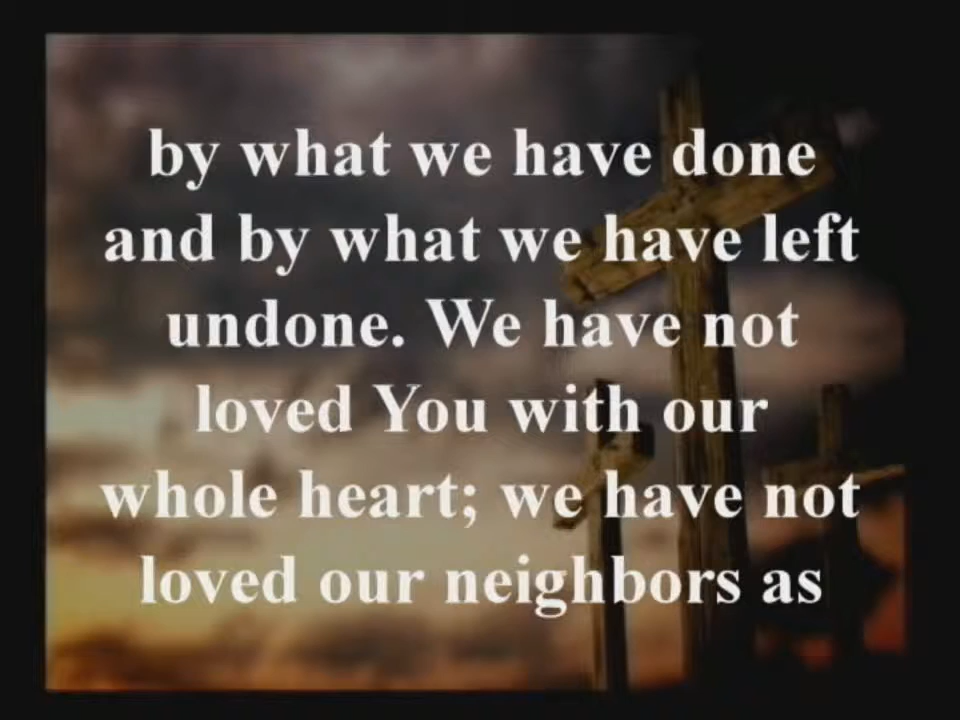 by what we have done
and by what we have left
undone. We have not
loved You with our
whole heart; we have not
loved our neighbors as